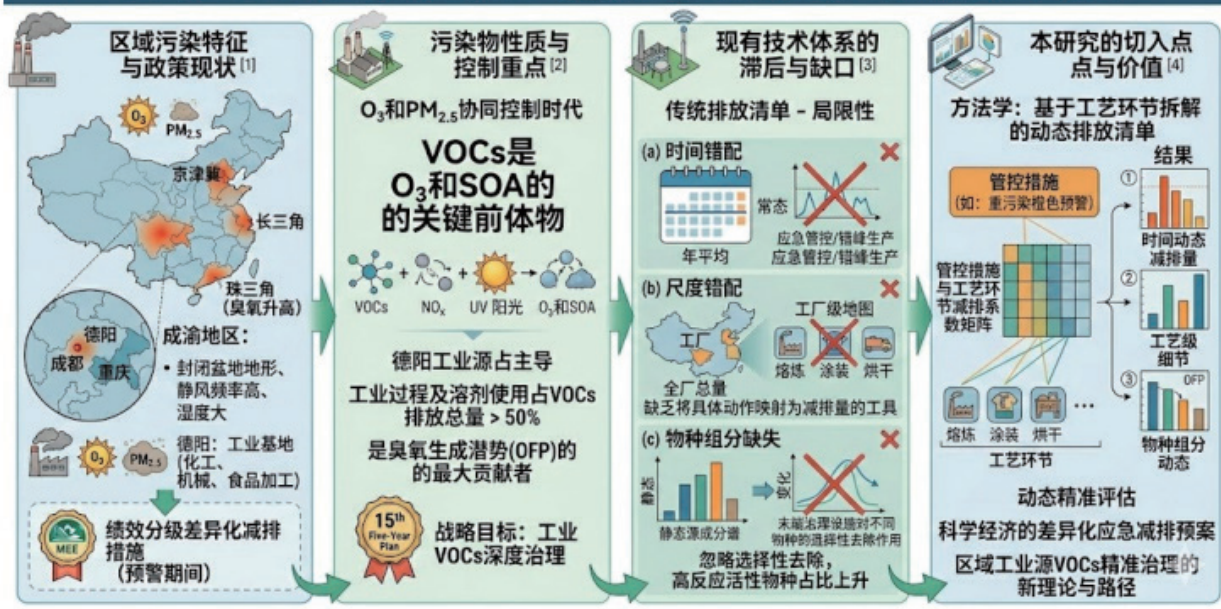 区域污染特征
与政策现状[1]
O₃
PM₂.₅
京津冀
长三角
珠三角
(臭氧升高)
德阳
成都
重庆
成渝地区：
• 封闭盆地地形、
静风频率高、
湿度大
O₃
PM₂.₅
德阳：工业基地
(化工、
机械、食品加工)
MEE
绩效分级差异化减排
措施
（预警期间）
污染物性质与
控制重点[2]
O₃和PM₂.₅协同控制时代
VOCs是
O₃和SOA的
的关键前体物
VOCs
+
NOₓ
+
UV 阳光
O₃和SOA
德阳工业源占主导
工业过程及溶剂使用占VOCs
排放总量 > 50%
是臭氧生成潜势(OFP)的
的最大贡献者
15th
Five-Year
Plan
战略目标：工业
VOCs深度治理
现有技术体系的
滞后与缺口[3]
传统排放清单 – 局限性
(a) 时间错配
年平均
常态
应急管控/错峰生产
应急管控/错峰生产
(b) 尺度错配
工厂
全厂总量
工厂级地图
熔炼
涂装
烘干
缺乏将具体动作映射为减排量的工具
(c) 物种组分缺失
静态
静态源成分谱
变化
末端治理设施对不同
物种的选择性去除作用
忽略选择性去除，
高反应活性物种占比上升
本研究的切入点
点与价值[4]
方法学：基于工艺环节拆解
的动态排放清单
管控措施
(如：重污染橙色预警)
管控措施
与工艺环
节减排系
数矩阵
熔炼
涂装
烘干
···
工艺环节
结果
①
时间动态
减排量
②
工艺级
细节
③
OFP
物种组分
动态
动态精准评估
科学经济的差异化应急减排预案
区域工业源VOCs精准治理的
新理论与路径